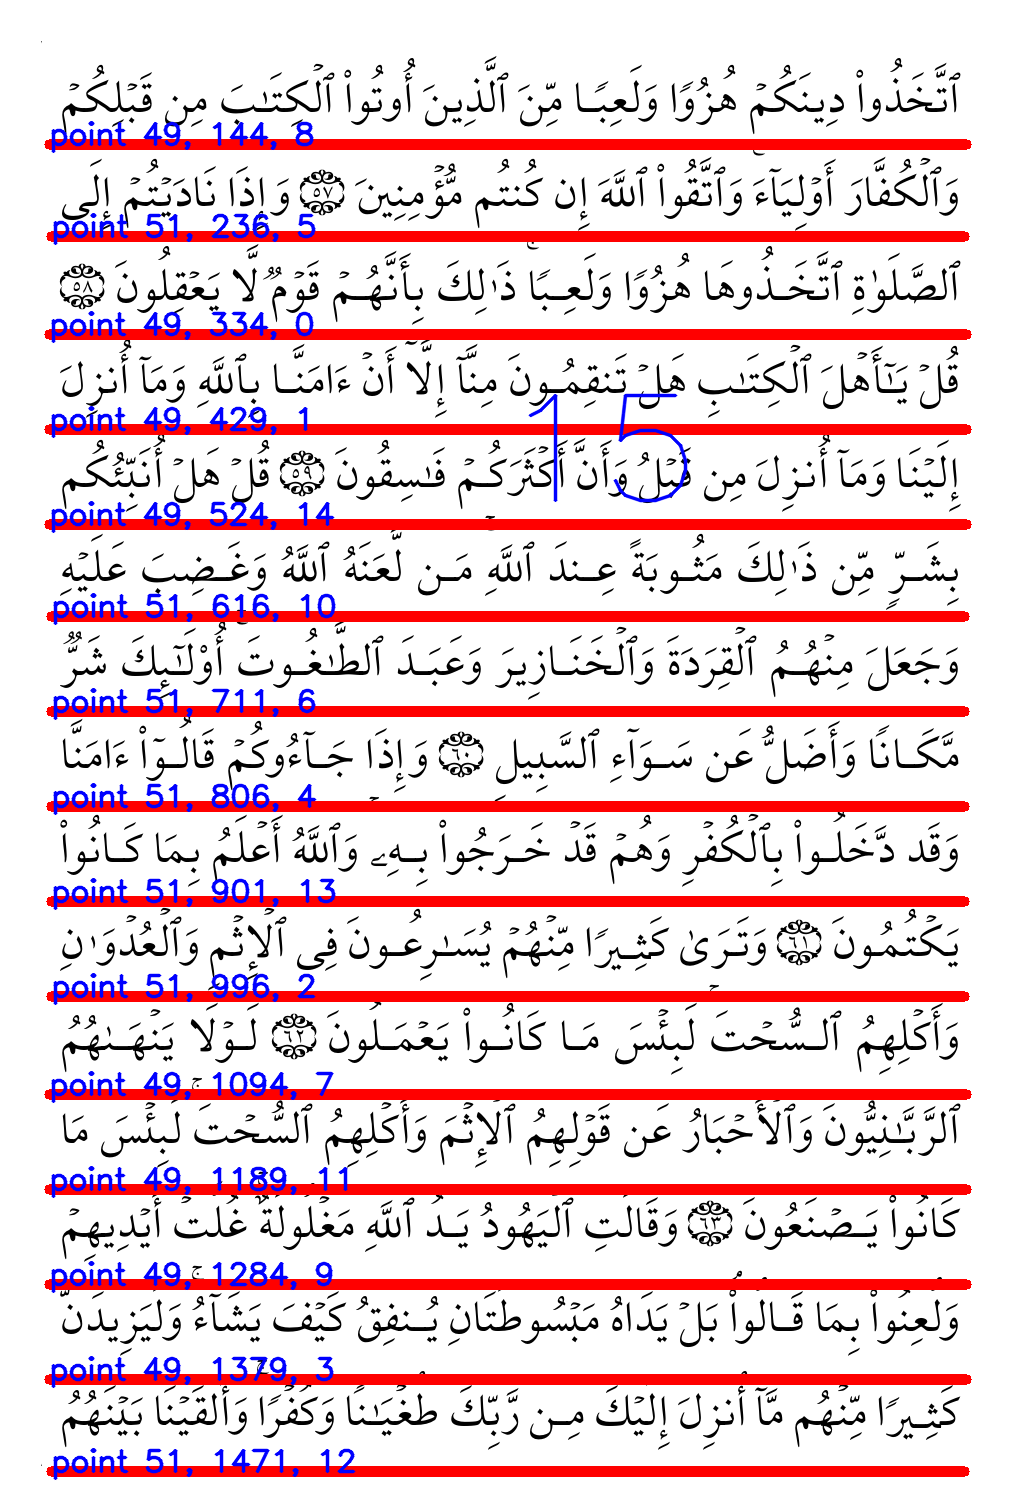 ٱتَّخَذُوا۟ دِينَكُمْ هُزُوًا وَلَعِبًا مِّنَ ٱلَّذِينَ أُوتُوا۟ ٱلْكِتَـٰبَ مِن قَبْلِكُمْ
point 49, 144, 8
وَٱلْكُفَّارَ أَوْلِيَآءَ ۚ وَٱتَّقُوا۟ ٱللَّهَ إِن كُنتُم مُّؤْمِنِينَ ٥٧ وَإِذَا نَادَيْتُمْ إِلَى
point 51, 236, 5
ٱلصَّلَوٰةِ ٱتَّخَذُوهَا هُزُوًا وَلَعِبًا ۚ ذَٰلِكَ بِأَنَّهُمْ قَوْمٌ لَّا يَعْقِلُونَ ٥٨
point 49, 334, 0
قُلْ يَـٰٓأَهْلَ ٱلْكِتَـٰبِ هَلْ تَنقِمُونَ مِنَّآ إِلَّآ أَنْ ءَامَنَّا بِٱللَّهِ وَمَآ أُنزِلَ
point 49, 429, 1
15
إِلَيْنَا وَمَآ أُنزِلَ مِن قَبْلُ وَأَنَّ أَكْثَرَكُمْ فَـٰسِقُونَ ٥٩ قُلْ هَلْ أُنَبِّئُكُم
point 49, 524, 14
بِشَرٍّ مِّن ذَٰلِكَ مَثُوبَةً عِندَ ٱللَّهِ ۚ مَن لَّعَنَهُ ٱللَّهُ وَغَضِبَ عَلَيْهِ
point 51, 616, 10
وَجَعَلَ مِنْهُمُ ٱلْقِرَدَةَ وَٱلْخَنَازِيرَ وَعَبَدَ ٱلطَّـٰغُوتَ ۚ أُو۟لَـٰٓئِكَ شَرٌّ
point 51, 711, 6
مَّكَانًا وَأَضَلُّ عَن سَوَآءِ ٱلسَّبِيلِ ٦٠ وَإِذَا جَآءُوكُمْ قَالُوٓا۟ ءَامَنَّا
point 51, 806, 4
وَقَد دَّخَلُوا۟ بِٱلْكُفْرِ وَهُمْ قَدْ خَرَجُوا۟ بِهِۦ ۚ وَٱللَّهُ أَعْلَمُ بِمَا كَانُوا۟
point 51, 901, 13
يَكْتُمُونَ ٦١ وَتَرَىٰ كَثِيرًا مِّنْهُمْ يُسَـٰرِعُونَ فِى ٱلْإِثْمِ وَٱلْعُدْوَٰنِ
point 51, 996, 2
وَأَكْلِهِمُ ٱلسُّحْتَ ۚ لَبِئْسَ مَا كَانُوا۟ يَعْمَلُونَ ٦٢ لَوْلَا يَنْهَىٰهُمُ
point 49, 1094, 7
ٱلرَّبَّـٰنِيُّونَ وَٱلْأَحْبَارُ عَن قَوْلِهِمُ ٱلْإِثْمَ وَأَكْلِهِمُ ٱلسُّحْتَ ۚ لَبِئْسَ مَا
point 49, 1189, 11
كَانُوا۟ يَصْنَعُونَ ٦٣ وَقَالَتِ ٱلْيَهُودُ يَدُ ٱللَّهِ مَغْلُولَةٌ ۚ غُلَّتْ أَيْدِيهِمْ
point 49, 1284, 9
وَلُعِنُوا۟ بِمَا قَالُوا۟ ۘ بَلْ يَدَاهُ مَبْسُوطَتَانِ يُنفِقُ كَيْفَ يَشَآءُ ۚ وَلَيَزِيدَنَّ
point 49, 1379, 3
كَثِيرًا مِّنْهُم مَّآ أُنزِلَ إِلَيْكَ مِن رَّبِّكَ طُغْيَـٰنًا وَكُفْرًا ۚ وَأَلْقَيْنَا بَيْنَهُمُ
point 51, 1471, 12